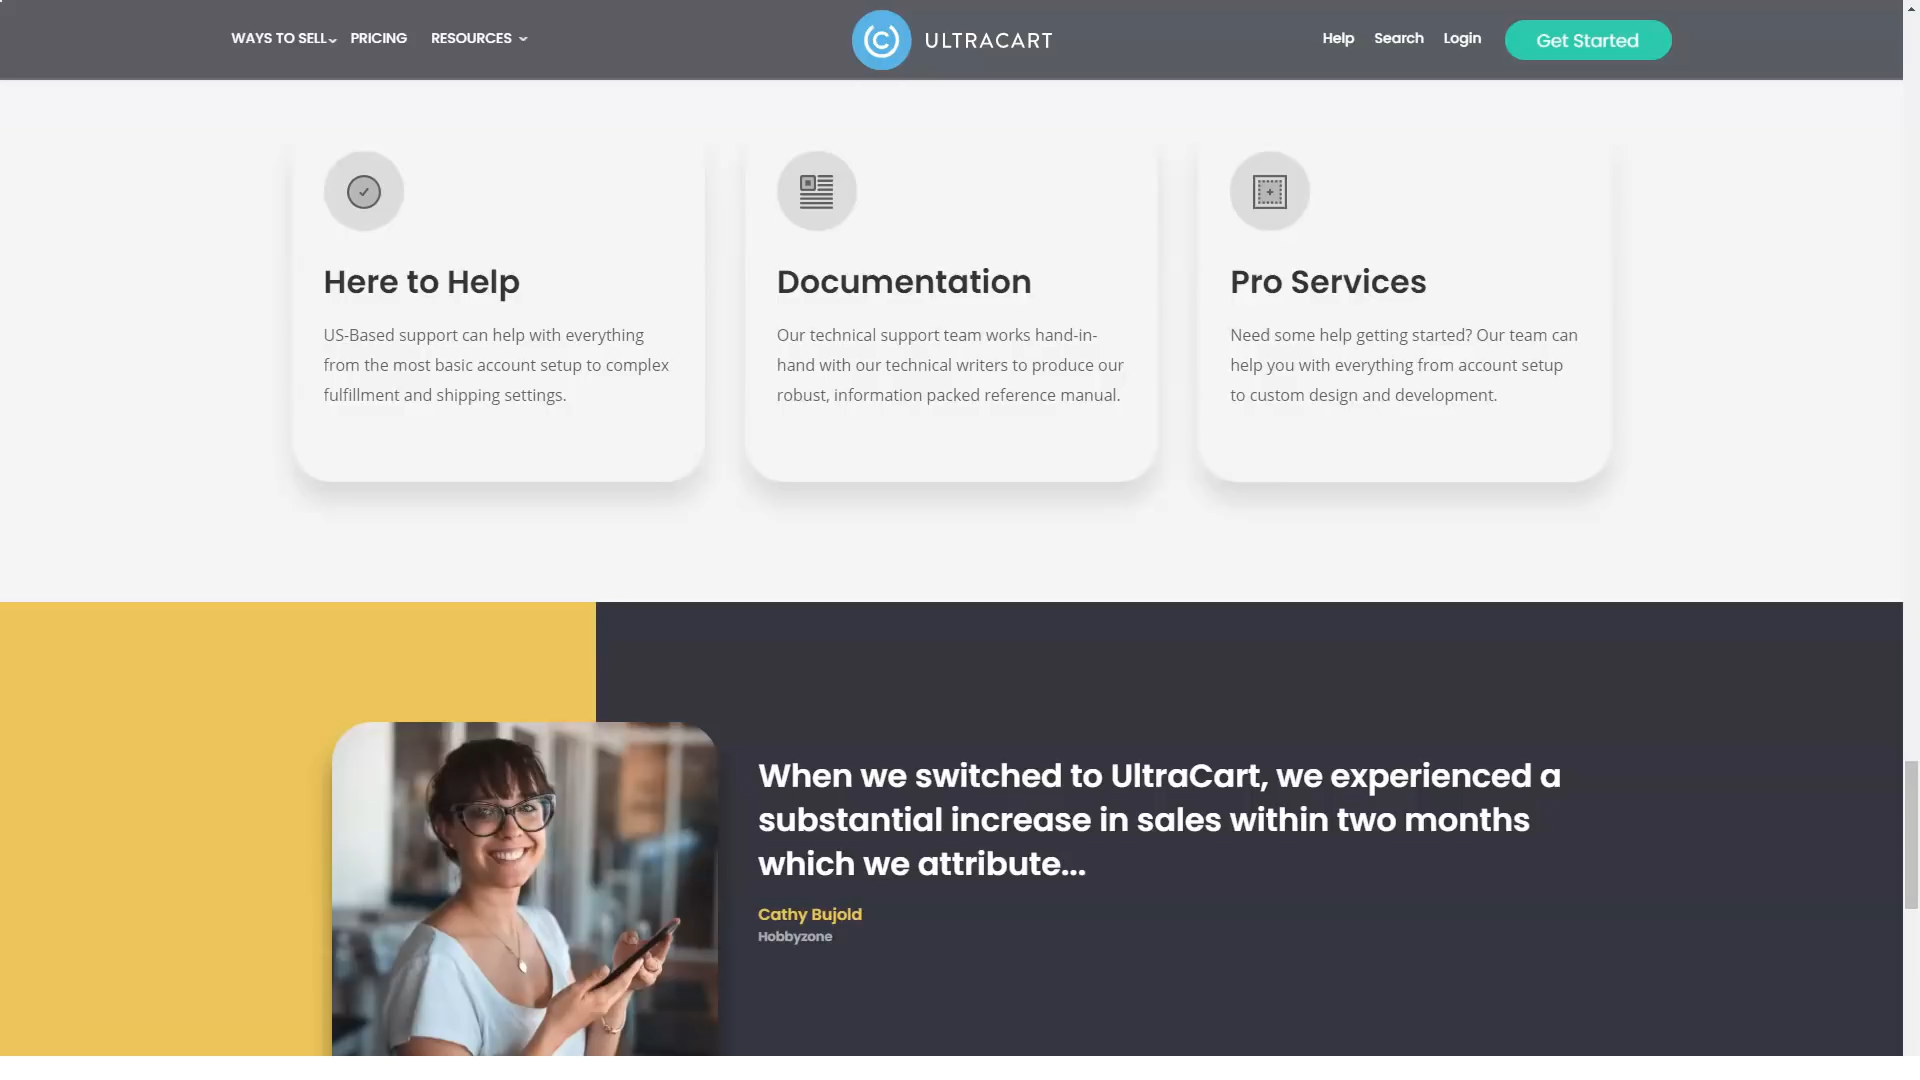 WAYS TO SELL PRICING RESOURCES ULTRACART Help Search Login Get Started
Here to Help
US-Based support can help with everything
from the most basic account setup to complex
fulfillment and shipping settings.
Documentation
Our technical support team works hand-in-
hand with our technical writers to produce our
robust, information packed reference manual.
Pro Services
Need some help getting started? Our team can
help you with everything from account setup
to custom design and development.
When we switched to UltraCart, we experienced a
substantial increase in sales within two months
which we attribute...
Cathy Bujold
Hobbyzone